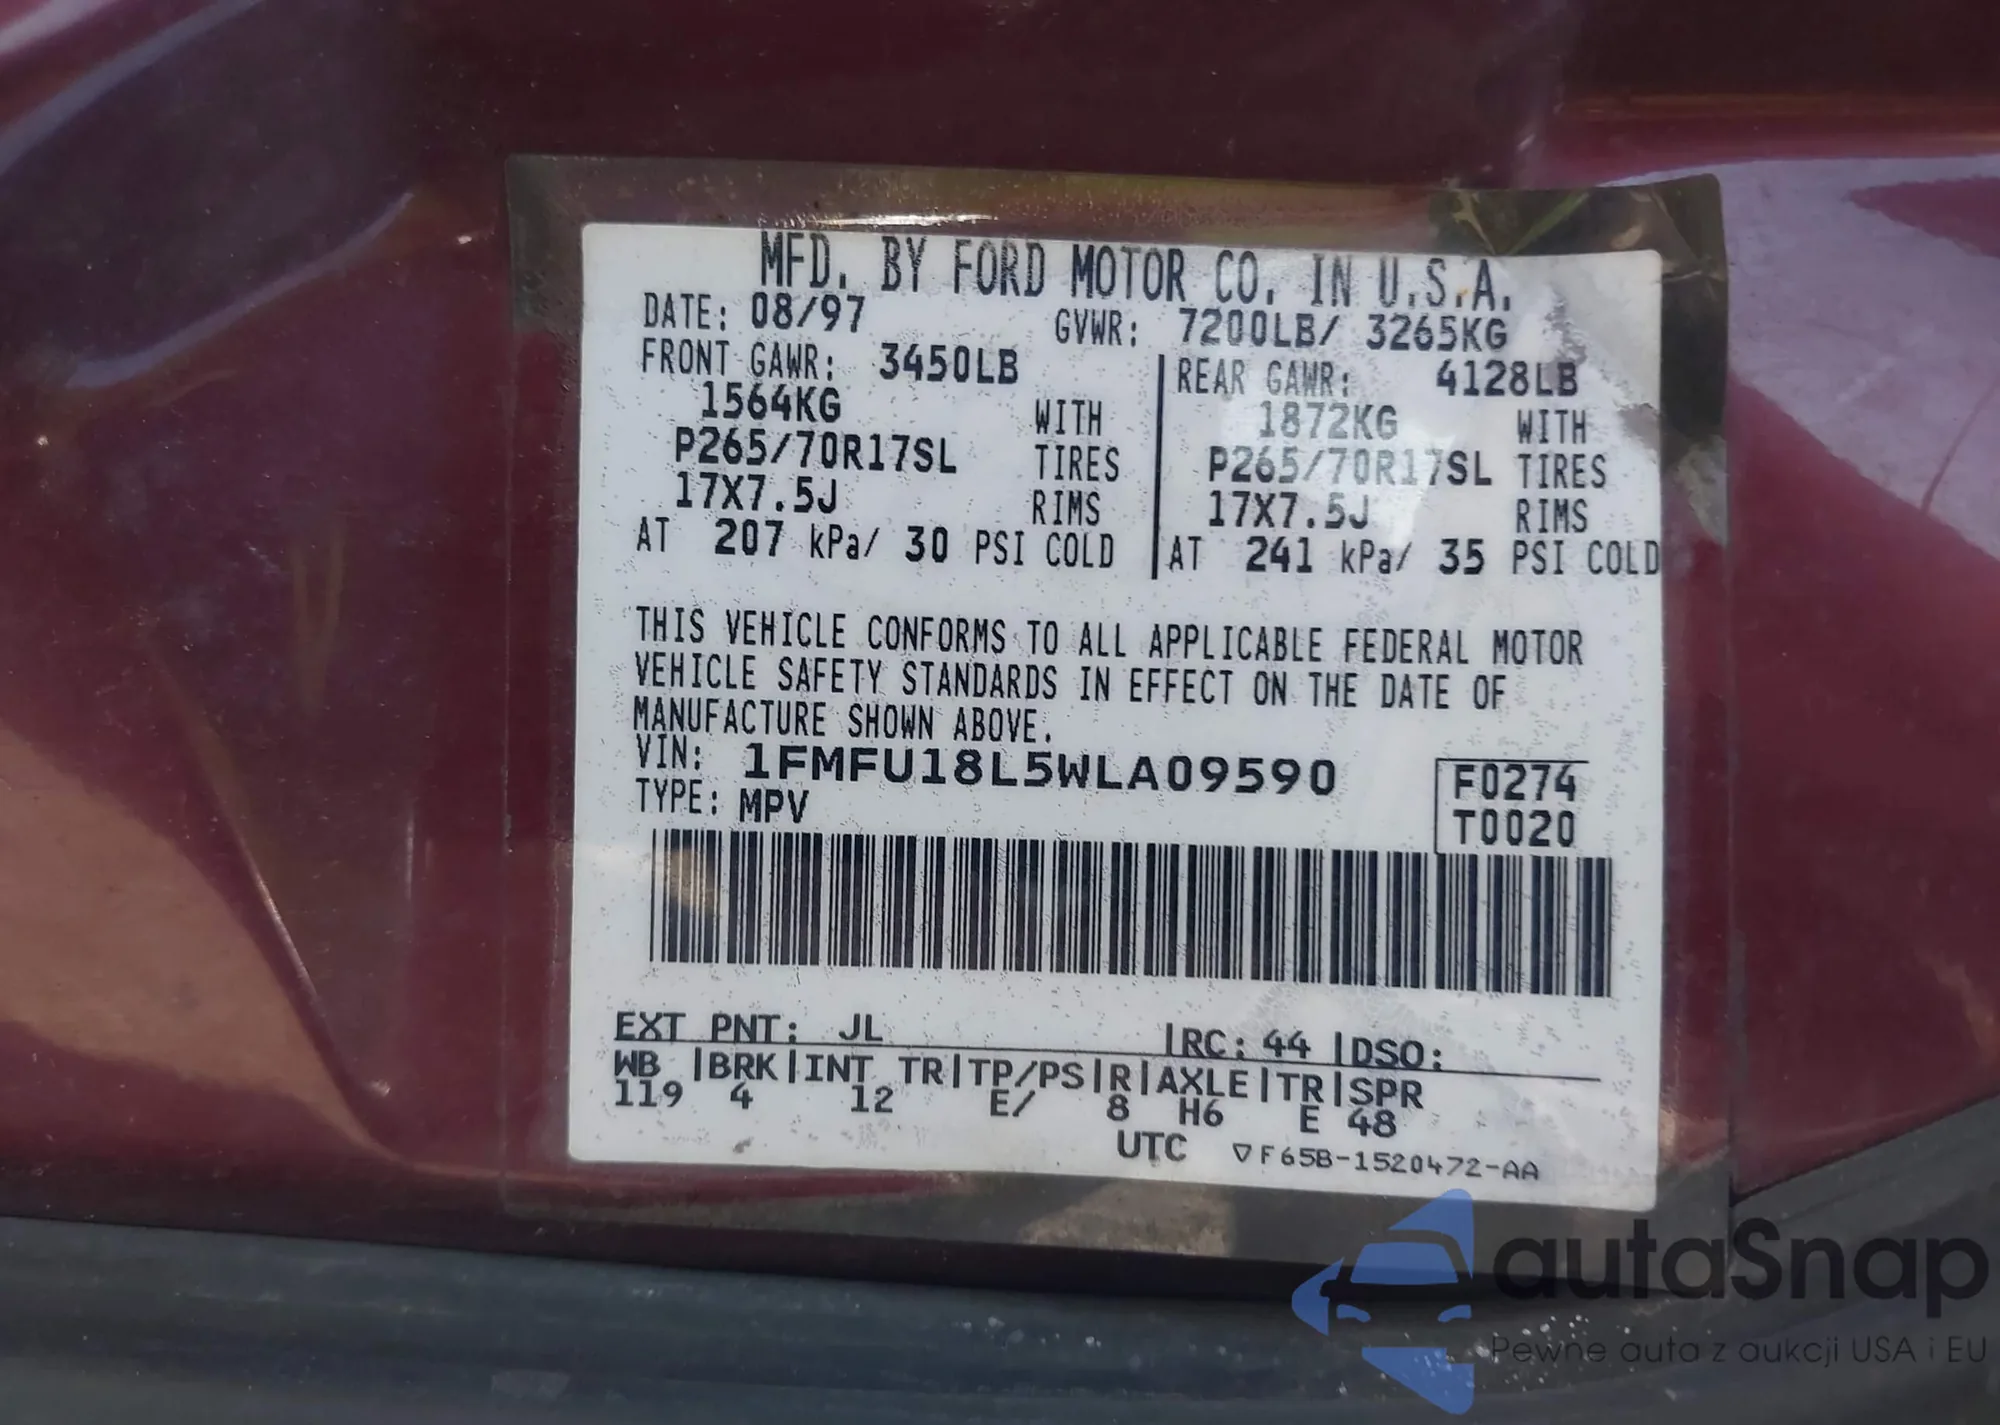 MFD. BY FORD MOTOR CO. IN U.S.A.
DATE: 08/97 GVWR: 7200LB/ 3265KG
FRONT GAWR: 3450LB REAR GAWR: 4128LB
1564KG WITH 1872KG WITH
P265/70R17SL TIRES P265/70R17SL TIRES
17X7.5J RIMS 17X7.5J RIMS
AT 207 kPa/ 30 PSI COLD AT 241 kPa/ 35 PSI COLD
THIS VEHICLE CONFORMS TO ALL APPLICABLE FEDERAL MOTOR
VEHICLE SAFETY STANDARDS IN EFFECT ON THE DATE OF
MANUFACTURE SHOWN ABOVE.
VIN: 1FMFU18L5WLA09590 F0274
TYPE: MPV T0020
EXT PNT: JL |RC: 44 |DSO:
WB |BRK|INT TR|TP/PS|R|AXLE|TR|SPR
119 4 12 E/ 8 H6 E 48
UTC ▽F65B-1520472-AA
autaSnap
Pewne auta z aukcji USA i EU